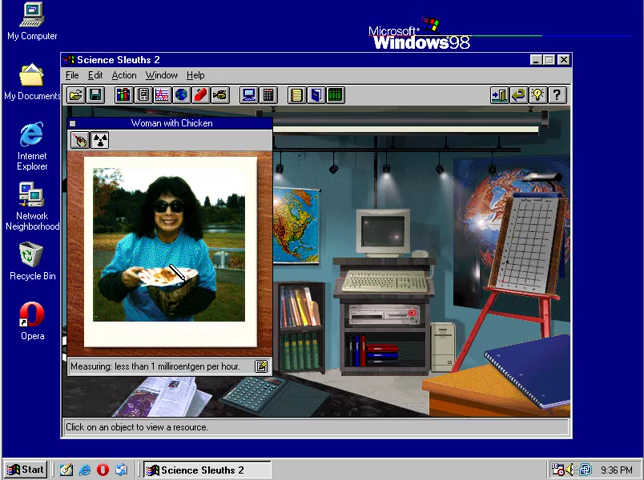 My Computer
Microsoft
Windows 98
Science Sleuths 2
File Edit Action Window Help
My Documents
Woman with Chicken
Internet
Explorer
Network
Neighborhood
Recycle Bin
Opera
Measuring: less than 1 milliroentgen per hour.
Click on an object to view a resource.
Start
Science Sleuths 2
9:36 PM